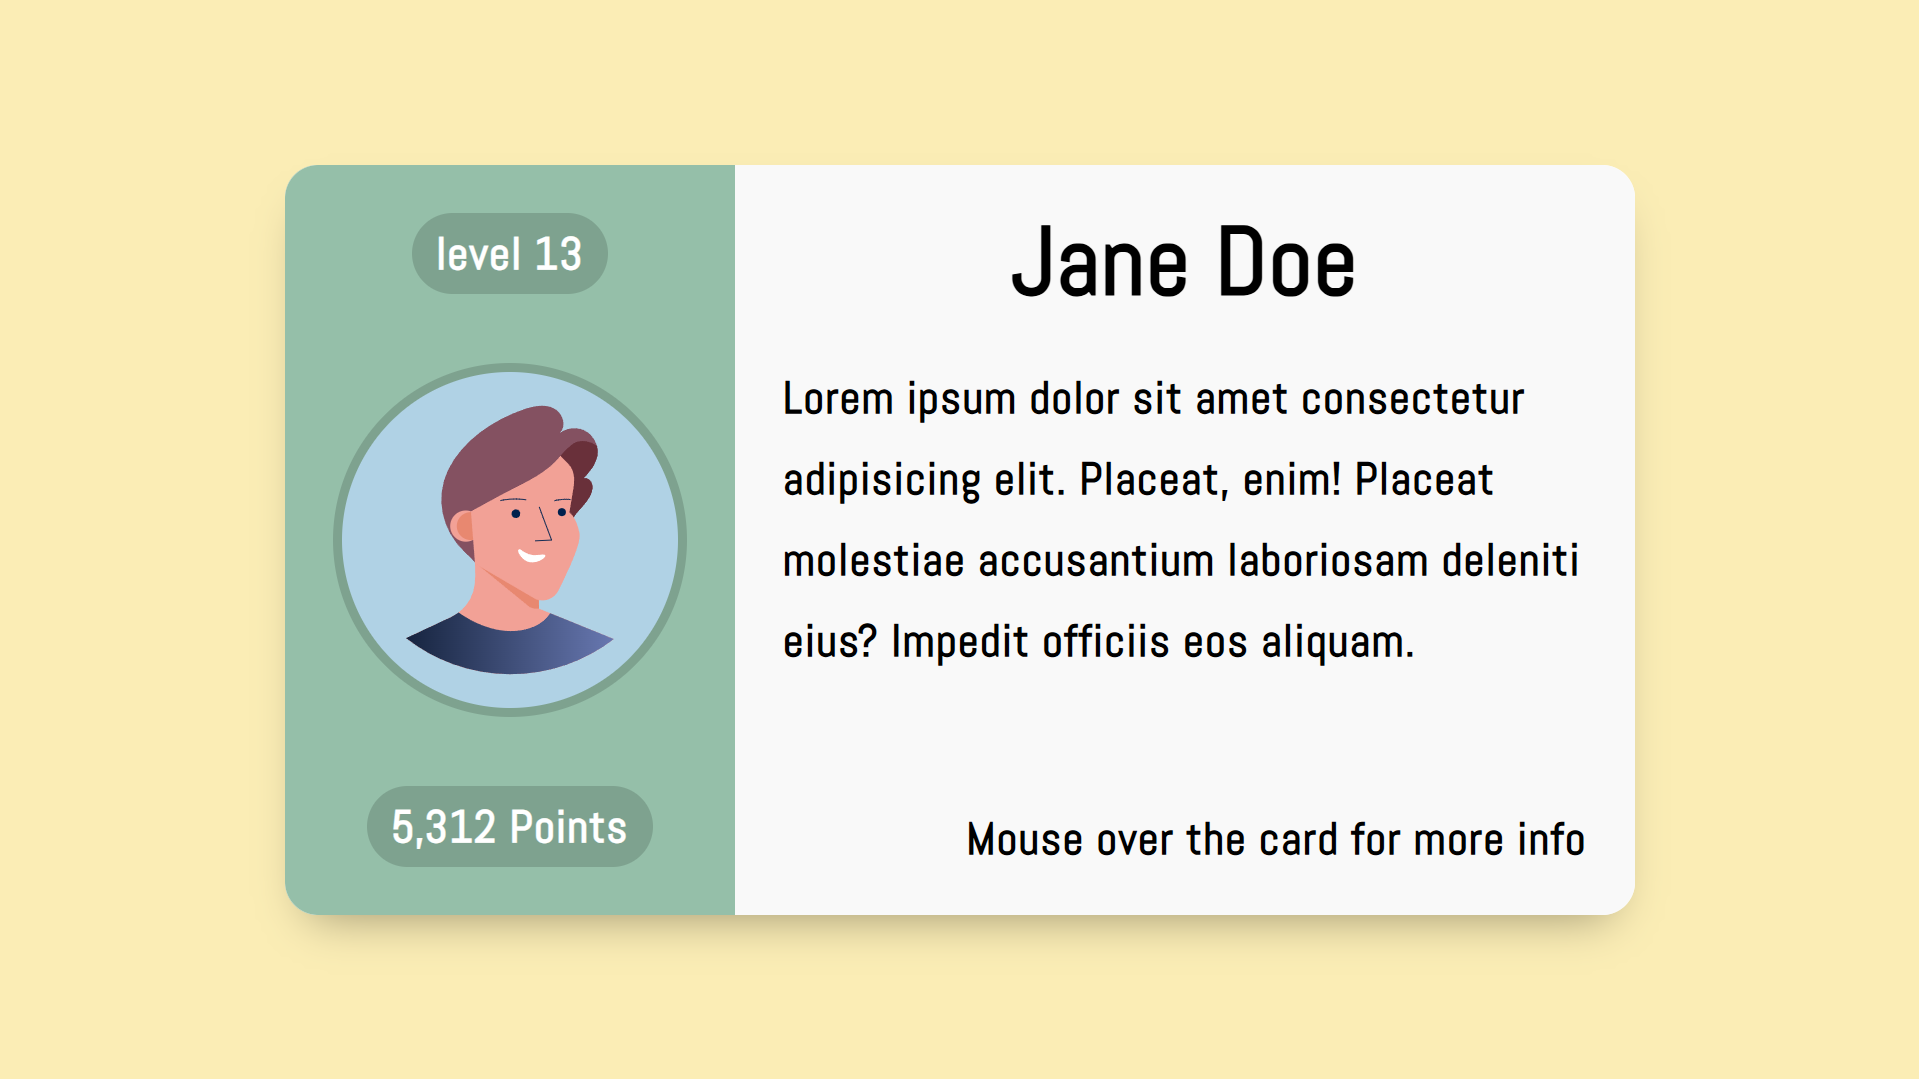 level 13
5,312 Points
Jane Doe
Lorem ipsum dolor sit amet consectetur
adipisicing elit. Placeat, enim! Placeat
molestiae accusantium laboriosam deleniti
eius? Impedit officiis eos aliquam.
Mouse over the card for more info